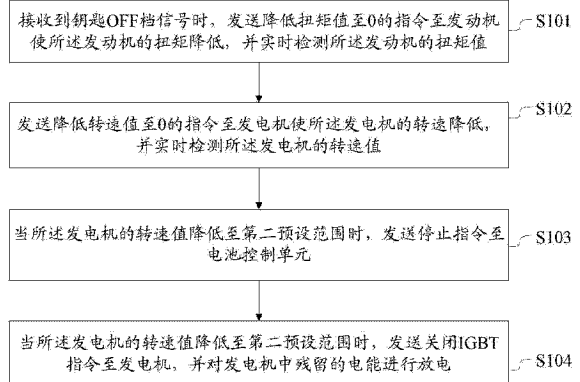 接收到钥匙OFF档信号时，发送降低扭矩值至0的指令至发动机
使所述发动机的扭矩降低，并实时检测所述发动机的扭矩值
S101
发送降低转速值至0的指令至发电机使所述发电机的转速降低，
并实时检测所述发电机的转速值
S102
当所述发电机的转速值降低至第二预设范围时，发送停止指令至
电池控制单元
S103
当所述发电机的转速值降低至第二预设范围时，发送关闭IGBT
指令至发电机，并对发电机中残留的电能进行放电
S104